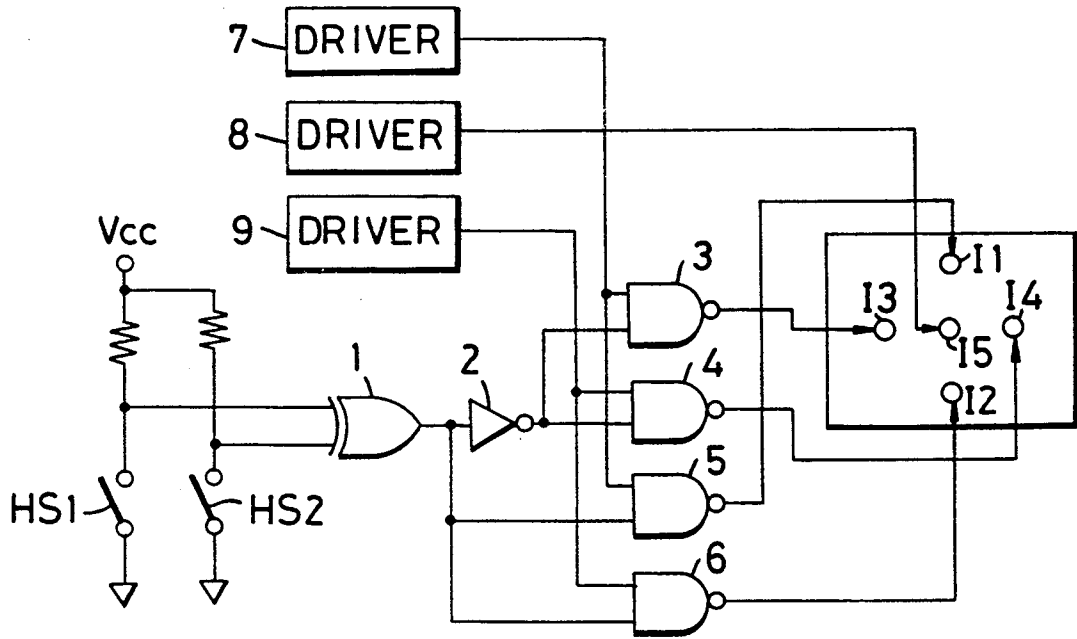 7 DRIVER
8 DRIVER
9 DRIVER
Vcc
3
I1
I3
I4
I5
1
2
4
I2
5
HS1
HS2
6